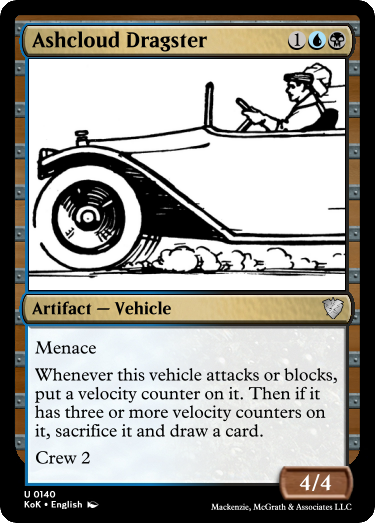 Ashcloud Dragster 1
Artifact — Vehicle
Menace
Whenever this vehicle attacks or blocks,
put a velocity counter on it. Then if it
has three or more velocity counters on
it, sacrifice it and draw a card.
Crew 2
4/4
U 0140
KoK • English
Mackenzie, McGrath & Associates LLC